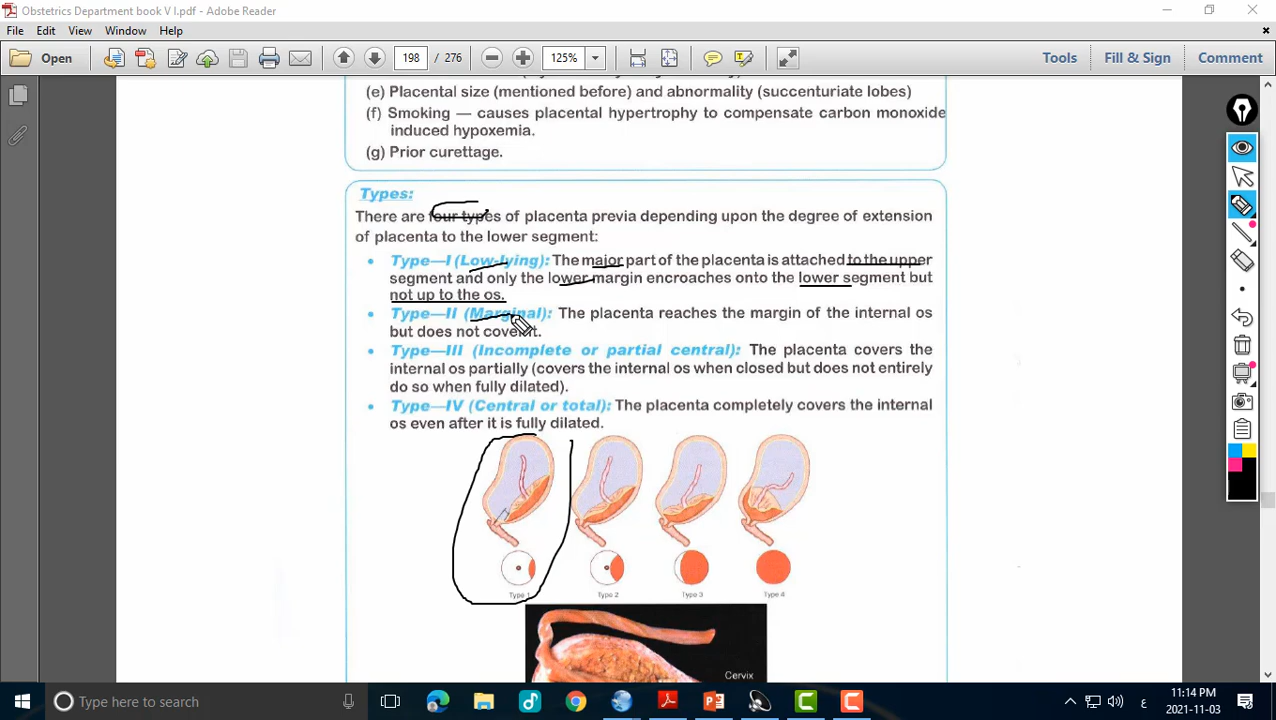 Obstetrics Department book V I.pdf - Adobe Reader
File Edit View Window Help
Open 198 / 276 125% Tools Fill & Sign Comment
(e) Placental size (mentioned before) and abnormality (succenturiate lobes)
(f) Smoking — causes placental hypertrophy to compensate carbon monoxide
induced hypoxemia.
(g) Prior curettage.
Types:
There are four types of placenta previa depending upon the degree of extension
of placenta to the lower segment:
• Type—I (Low-lying): The major part of the placenta is attached to the upper
segment and only the lower margin encroaches onto the lower segment but
not up to the os.
• Type—II (Marginal): The placenta reaches the margin of the internal os
but does not cover it.
• Type—III (Incomplete or partial central): The placenta covers the
internal os partially (covers the internal os when closed but does not entirely
do so when fully dilated).
• Type—IV (Central or total): The placenta completely covers the internal
os even after it is fully dilated.
Type 1 Type 2 Type 3 Type 4
Cervix
Type here to search
ع
11:14 PM
2021-11-03